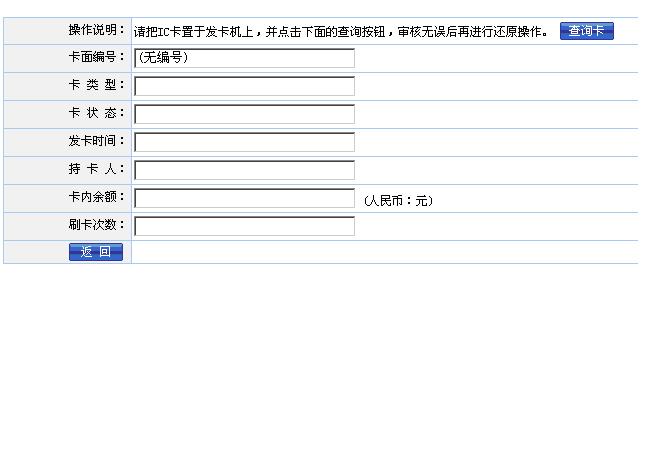 操作说明：请把IC卡置于发卡机上，并点击下面的查询按钮，审核无误后再进行还原操作。 查询卡
卡面编号：(无编号)
卡 类 型：
卡 状 态：
发卡时间：
持 卡 人：
卡内余额： (人民币：元)
刷卡次数：
返 回